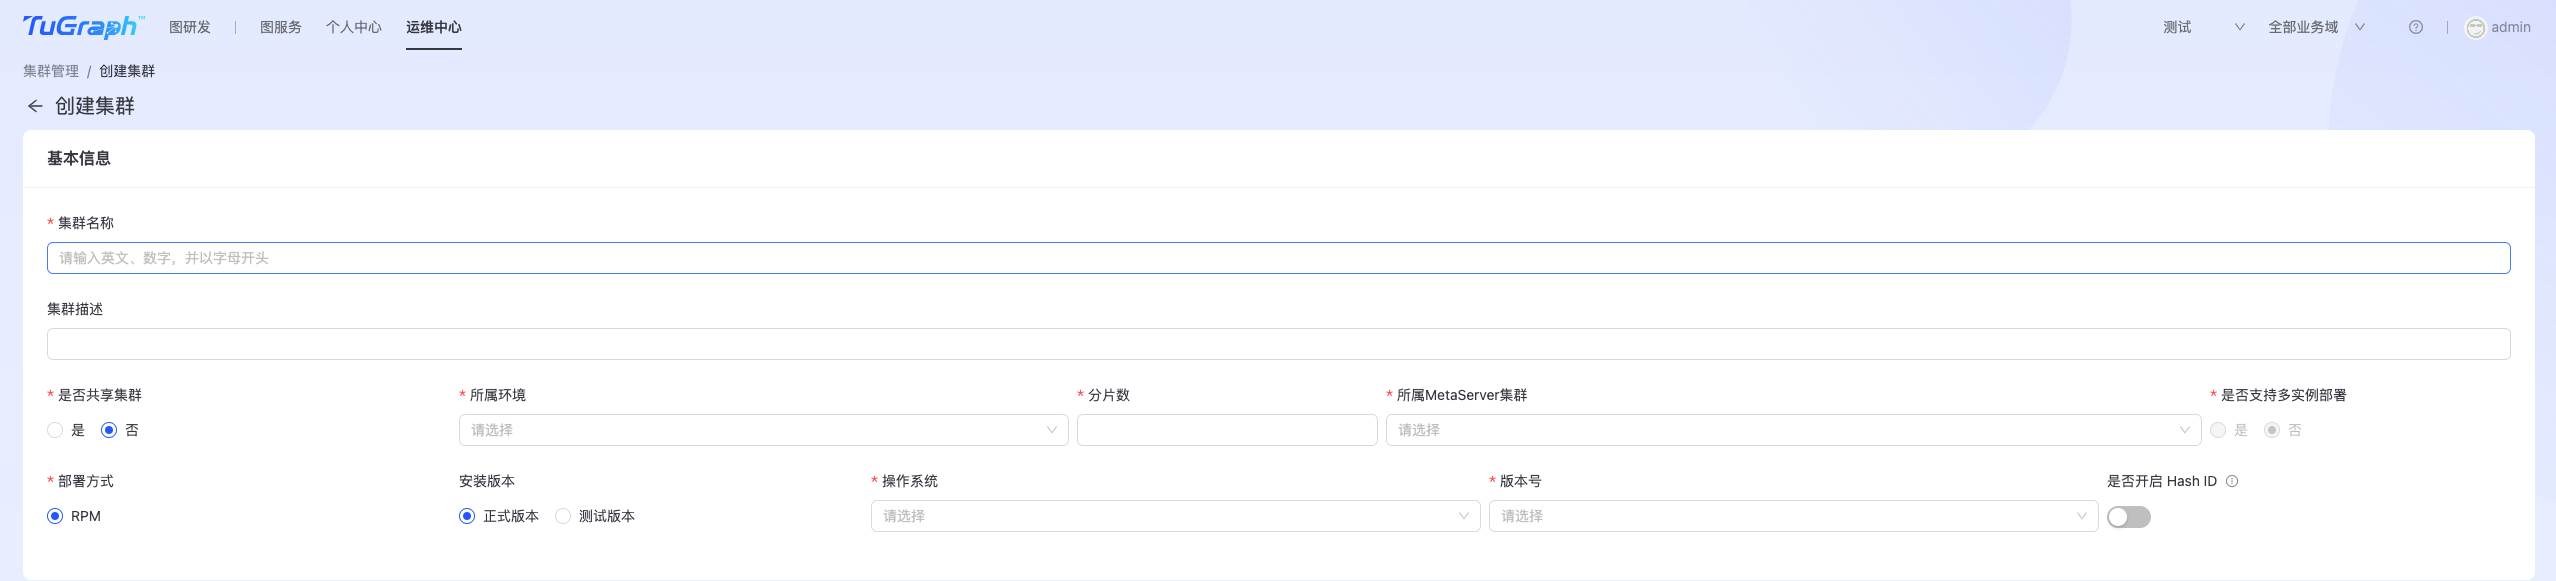 TuGraph™ 图研发 | 图服务 个人中心 运维中心 测试 全部业务域 | admin
集群管理 / 创建集群
创建集群
基本信息
* 集群名称
请输入英文、数字，并以字母开头
集群描述
* 是否共享集群 * 所属环境 * 分片数 * 所属MetaServer集群 * 是否支持多实例部署
是 否 请选择 请选择 是 否
* 部署方式 安装版本 * 操作系统 * 版本号 是否开启 Hash ID
RPM 正式版本 测试版本 请选择 请选择